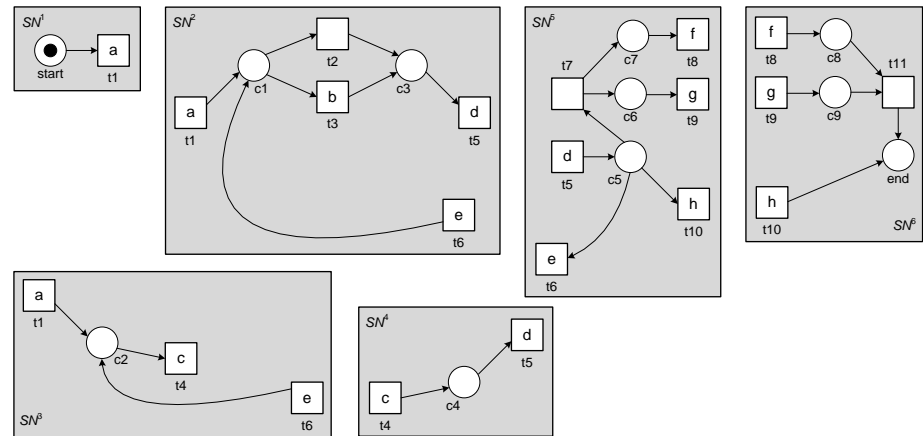 SN¹
a
start
t1
SN²
t2
c1
c3
a
b
d
t1
t3
t5
e
t6
SN⁵
f
c7
t8
t7
g
c6
t9
d
t5
c5
h
t10
e
t6
f
t8
c8
t11
g
t9
c9
end
h
t10
SN⁶
a
t1
c2
c
t4
e
t6
SN³
SN⁴
d
t5
c
t4
c4